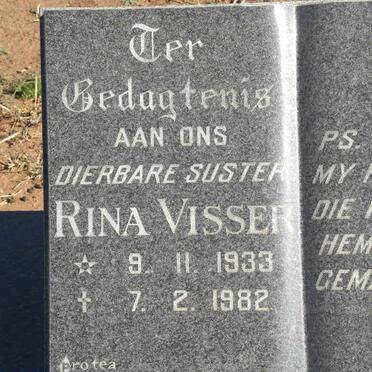 Ter
Gedagtenis
AAN ONS
DIERBARE SUSTER
RINA VISSER
☆ 9. 11. 1933
† 7. 2. 1982
protea
PS.
MY
DIE
HEM
GEMA